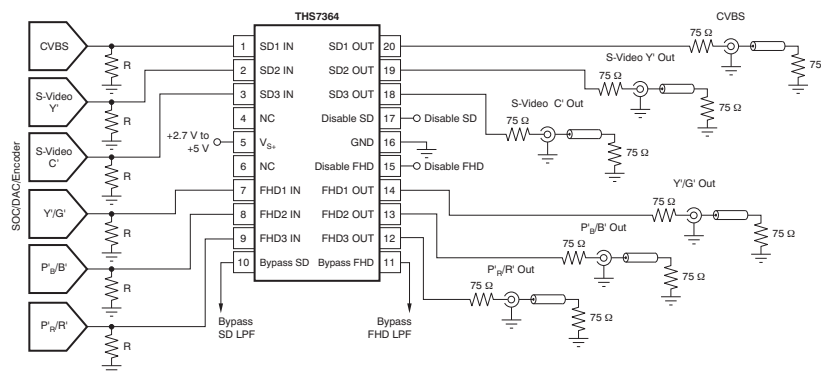 THS7364
CVBS
S-Video
Y'
S-Video
C'
Y'/G'
P'B/B'
P'R/R'
SOC/DAC/Encoder
R
R
R
R
R
R
+2.7 V to
+5 V
1 SD1 IN
2 SD2 IN
3 SD3 IN
4 NC
5 VS+
6 NC
7 FHD1 IN
8 FHD2 IN
9 FHD3 IN
10 Bypass SD
SD1 OUT 20
SD2 OUT 19
SD3 OUT 18
Disable SD 17
GND 16
Disable FHD 15
FHD1 OUT 14
FHD2 OUT 13
FHD3 OUT 12
Bypass FHD 11
Bypass
SD LPF
Bypass
FHD LPF
Disable SD
Disable FHD
CVBS
75 Ω
75
S-Video Y' Out
75 Ω
75 Ω
S-Video C' Out
75 Ω
75 Ω
Y'/G' Out
75 Ω
75 Ω
P'B/B' Out
75 Ω
75 Ω
P'R/R' Out
75 Ω
75 Ω